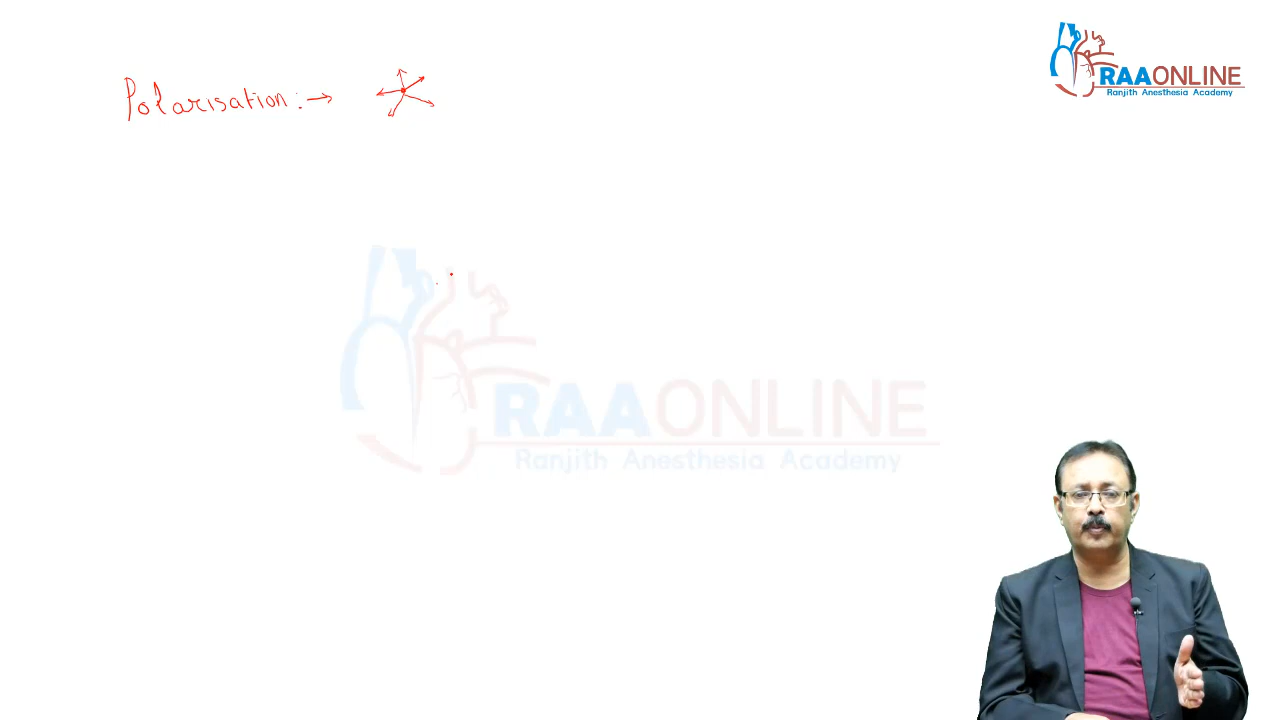 Polarisation :→
RAAONLINE
Ranjith Anesthesia Academy
RAAONLINE
Ranjith Anesthesia Academy